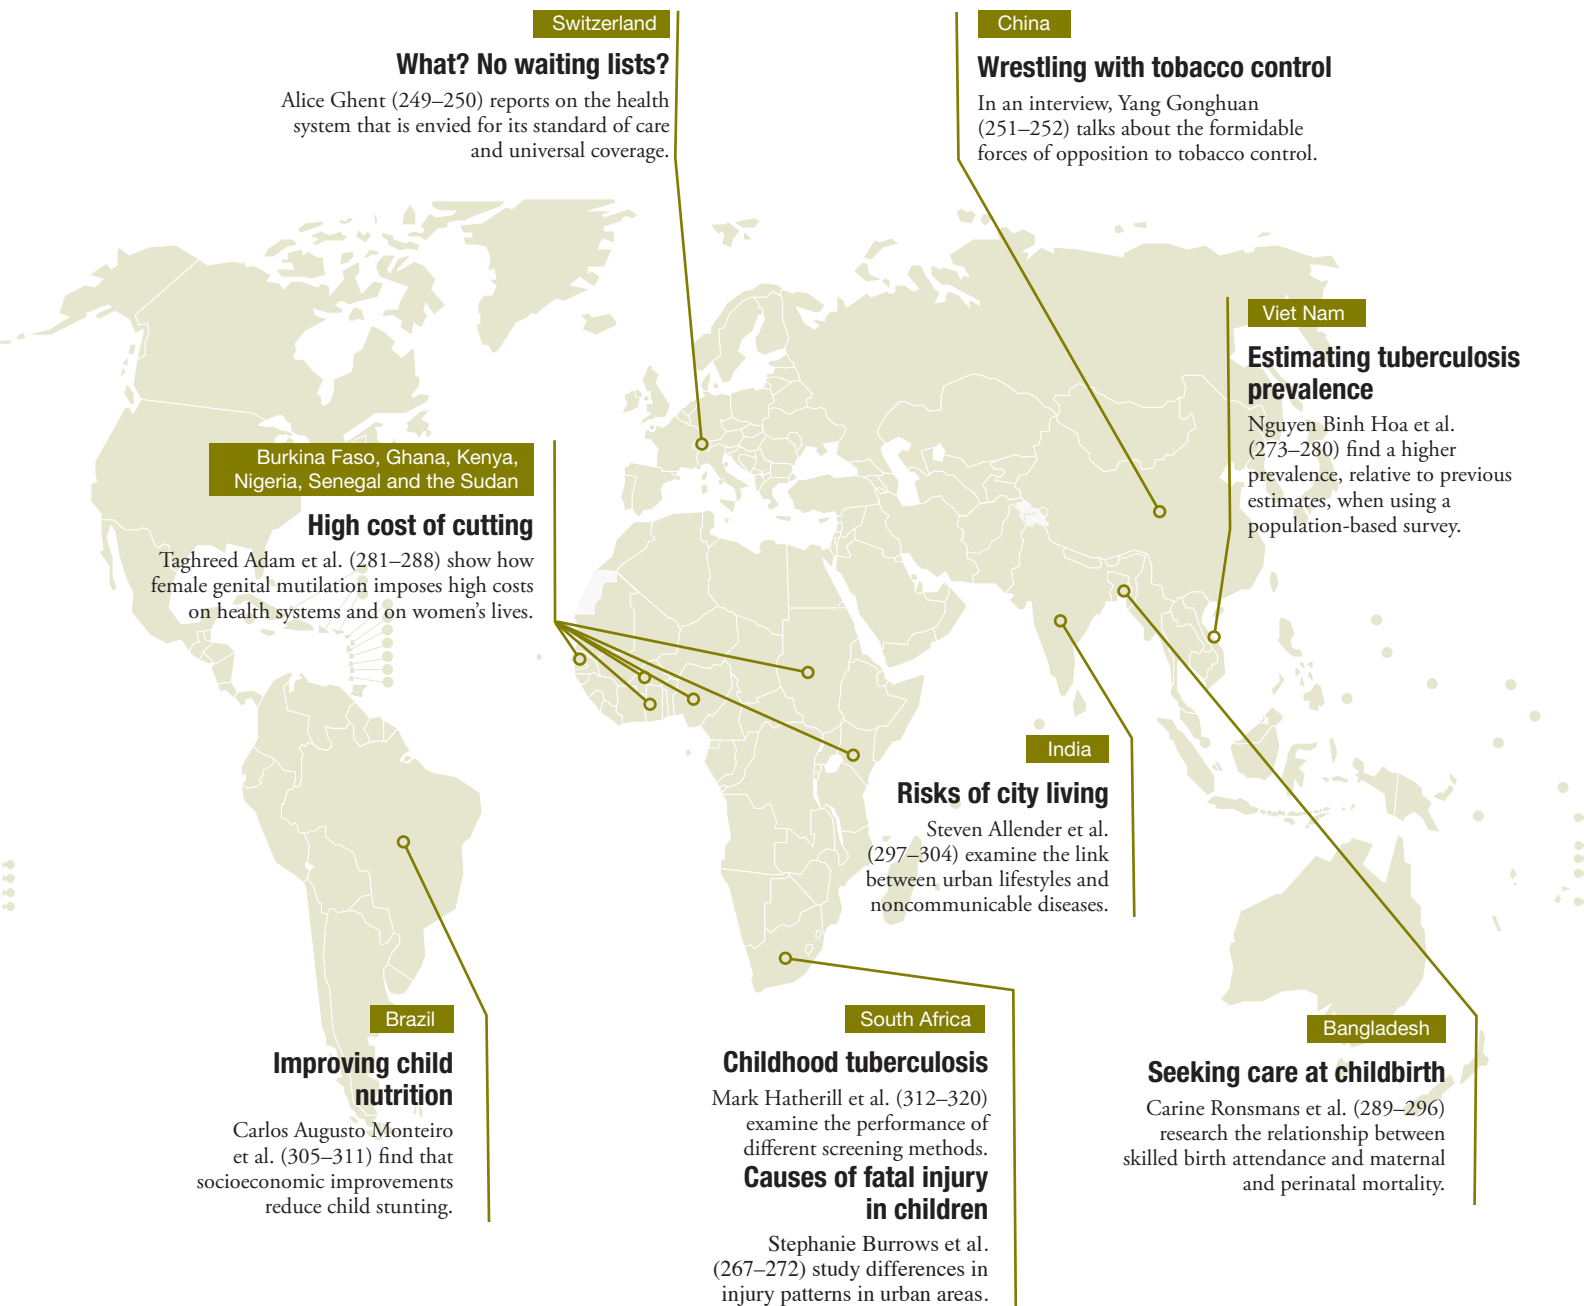 Switzerland
What? No waiting lists?
Alice Ghent (249–250) reports on the health
system that is envied for its standard of care
and universal coverage.
China
Wrestling with tobacco control
In an interview, Yang Gonghuan
(251–252) talks about the formidable
forces of opposition to tobacco control.
Viet Nam
Estimating tuberculosis
prevalence
Nguyen Binh Hoa et al.
(273–280) find a higher
prevalence, relative to previous
estimates, when using a
population-based survey.
Burkina Faso, Ghana, Kenya,
Nigeria, Senegal and the Sudan
High cost of cutting
Taghreed Adam et al. (281–288) show how
female genital mutilation imposes high costs
on health systems and on women’s lives.
India
Risks of city living
Steven Allender et al.
(297–304) examine the link
between urban lifestyles and
noncommunicable diseases.
Brazil
Improving child
nutrition
Carlos Augusto Monteiro
et al. (305–311) find that
socioeconomic improvements
reduce child stunting.
South Africa
Childhood tuberculosis
Mark Hatherill et al. (312–320)
examine the performance of
different screening methods.
Causes of fatal injury
in children
Stephanie Burrows et al.
(267–272) study differences in
injury patterns in urban areas.
Bangladesh
Seeking care at childbirth
Carine Ronsmans et al. (289–296)
research the relationship between
skilled birth attendance and maternal
and perinatal mortality.